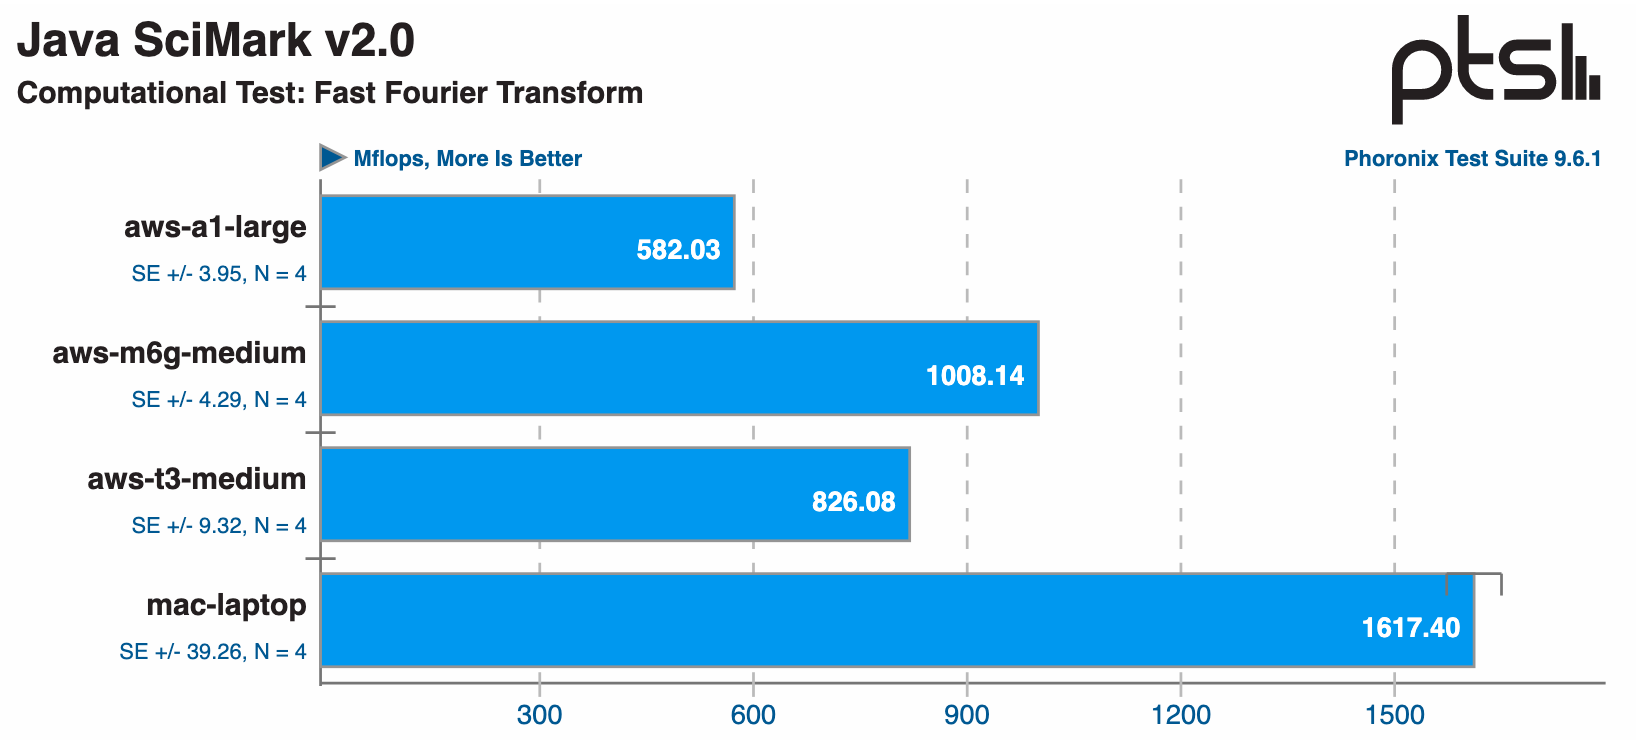 Java SciMark v2.0
Computational Test: Fast Fourier Transform
ptsl
Mflops, More Is Better
Phoronix Test Suite 9.6.1
aws-a1-large
SE +/- 3.95, N = 4
582.03
aws-m6g-medium
SE +/- 4.29, N = 4
1008.14
aws-t3-medium
SE +/- 9.32, N = 4
826.08
mac-laptop
SE +/- 39.26, N = 4
1617.40
300 600 900 1200 1500